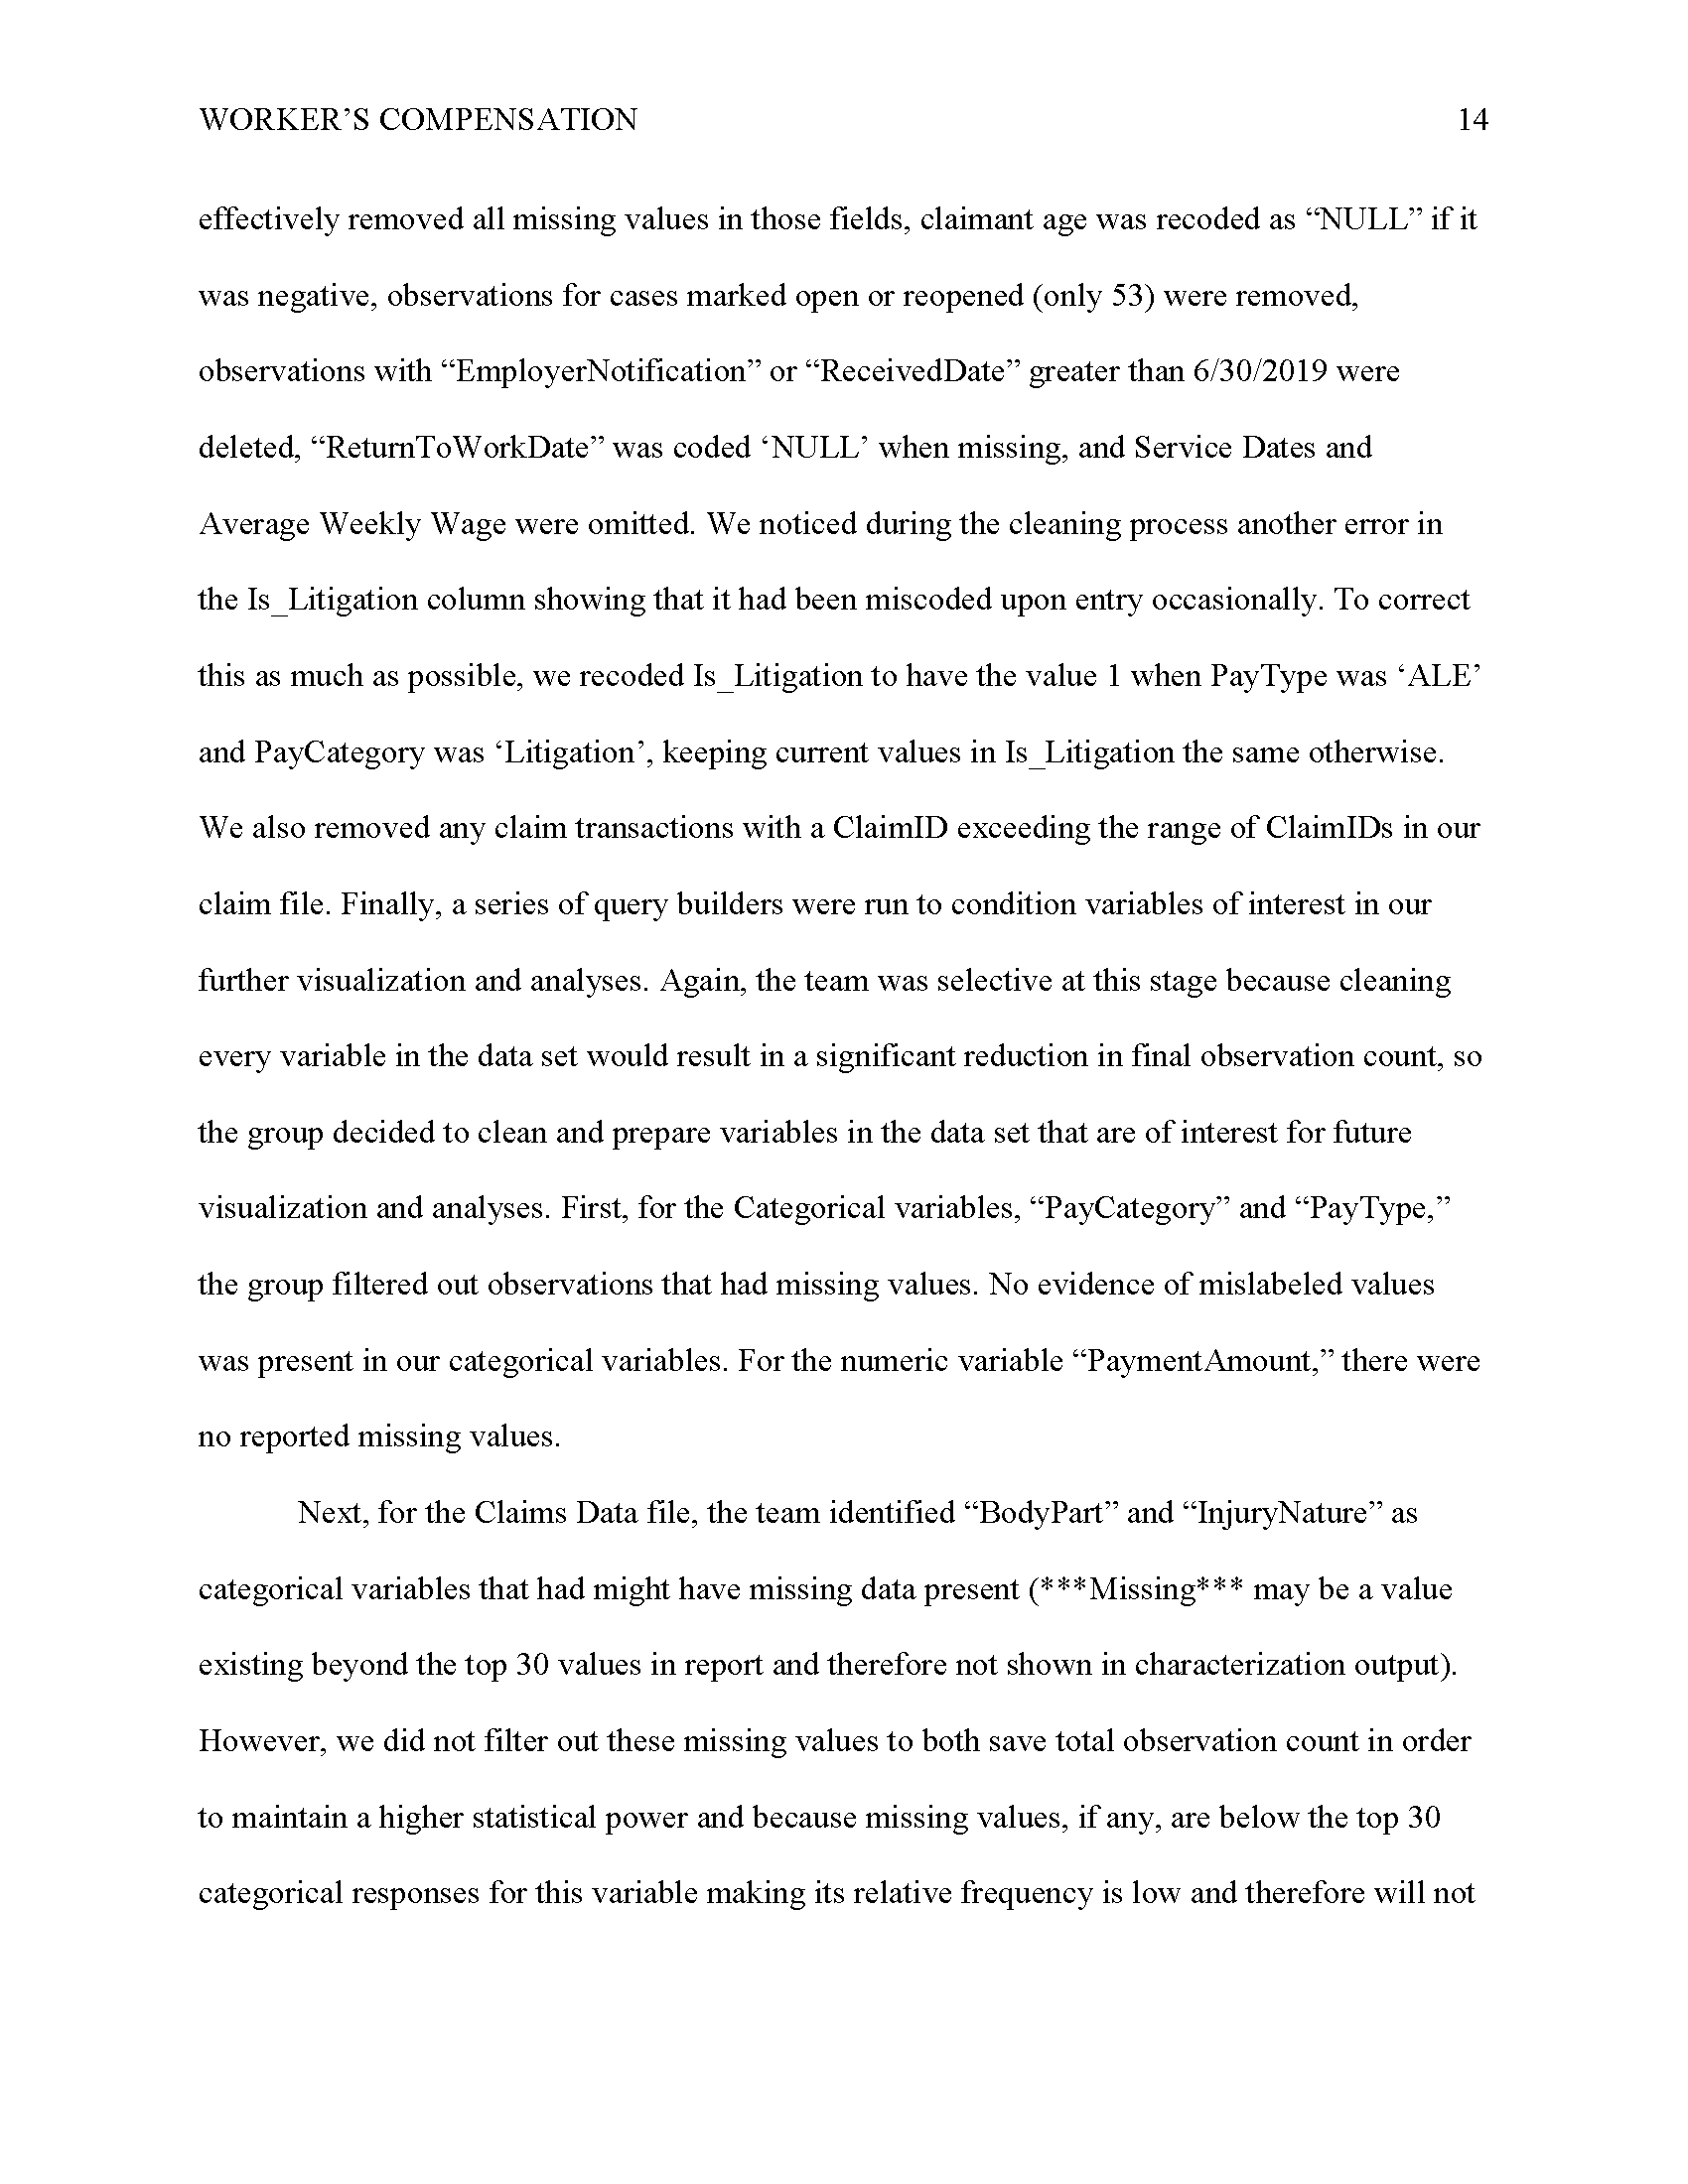 WORKER’S COMPENSATION 14
effectively removed all missing values in those fields, claimant age was recoded as “NULL” if it
was negative, observations for cases marked open or reopened (only 53) were removed,
observations with “EmployerNotification” or “ReceivedDate” greater than 6/30/2019 were
deleted, “ReturnToWorkDate” was coded ‘NULL’ when missing, and Service Dates and
Average Weekly Wage were omitted. We noticed during the cleaning process another error in
the Is_Litigation column showing that it had been miscoded upon entry occasionally. To correct
this as much as possible, we recoded Is_Litigation to have the value 1 when PayType was ‘ALE’
and PayCategory was ‘Litigation’, keeping current values in Is_Litigation the same otherwise.
We also removed any claim transactions with a ClaimID exceeding the range of ClaimIDs in our
claim file. Finally, a series of query builders were run to condition variables of interest in our
further visualization and analyses. Again, the team was selective at this stage because cleaning
every variable in the data set would result in a significant reduction in final observation count, so
the group decided to clean and prepare variables in the data set that are of interest for future
visualization and analyses. First, for the Categorical variables, “PayCategory” and “PayType,”
the group filtered out observations that had missing values. No evidence of mislabeled values
was present in our categorical variables. For the numeric variable “PaymentAmount,” there were
no reported missing values.
Next, for the Claims Data file, the team identified “BodyPart” and “InjuryNature” as
categorical variables that had might have missing data present (***Missing*** may be a value
existing beyond the top 30 values in report and therefore not shown in characterization output).
However, we did not filter out these missing values to both save total observation count in order
to maintain a higher statistical power and because missing values, if any, are below the top 30
categorical responses for this variable making its relative frequency is low and therefore will not